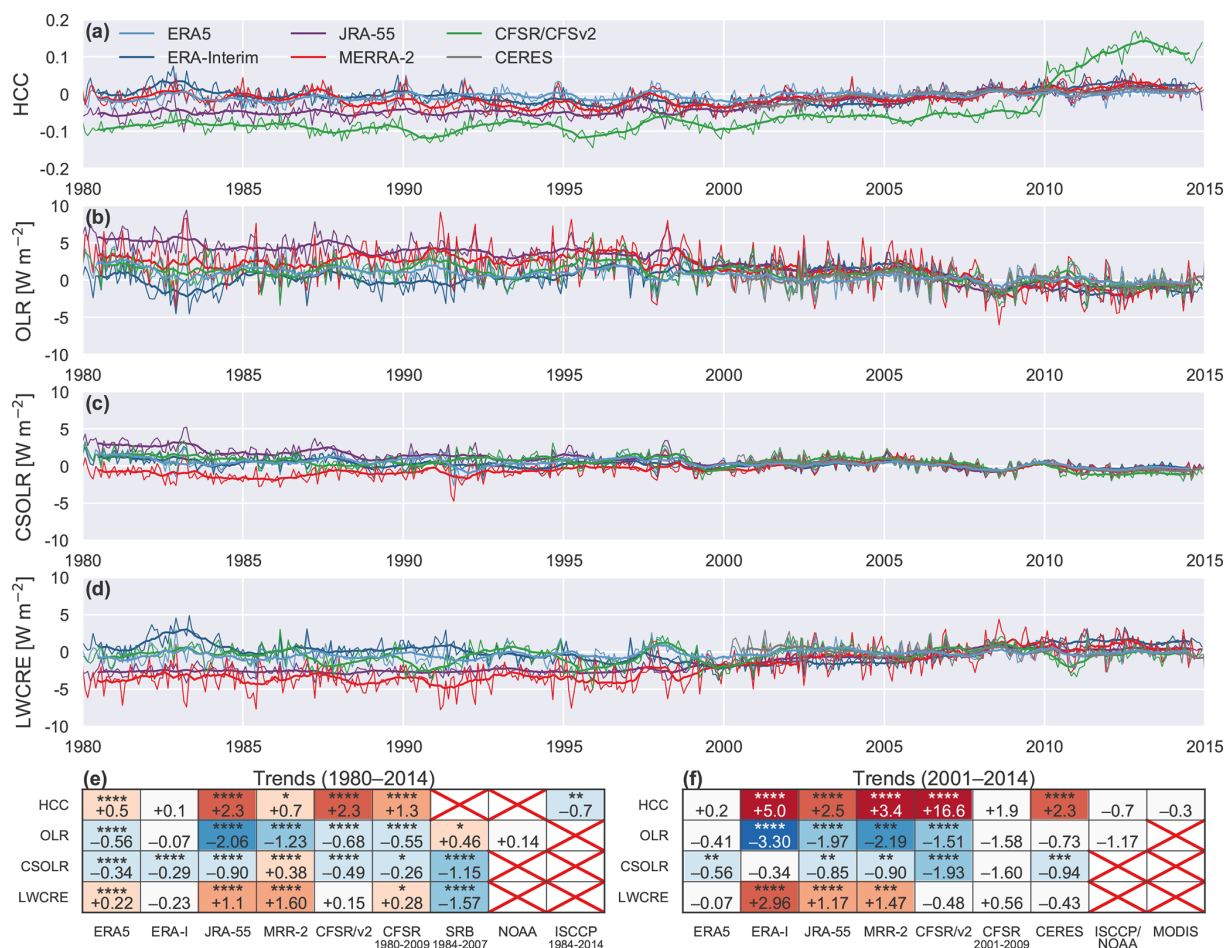 (a)
ERA5 JRA-55 CFSR/CFSv2
ERA-Interim MERRA-2 CERES
HCC
0.2
0.1
0
-0.1
-0.2
1980 1985 1990 1995 2000 2005 2010 2015
(b)
OLR [W m−2]
10
5
0
-5
-10
1980 1985 1990 1995 2000 2005 2010 2015
(c)
CSOLR [W m−2]
10
5
0
-5
-10
1980 1985 1990 1995 2000 2005 2010 2015
(d)
LWCRE [W m−2]
10
5
0
-5
-10
1980 1985 1990 1995 2000 2005 2010 2015
(e) Trends (1980–2014)
**** **** * **** **** **
HCC +0.5 +0.1 +2.3 +0.7 +2.3 +1.3 −0.7
**** **** **** **** **** *
OLR −0.56 −0.07 −2.06 −1.23 −0.68 −0.55 +0.46 +0.14
**** **** **** **** **** * ****
CSOLR −0.34 −0.29 −0.90 +0.38 −0.49 −0.26 −1.15
**** **** **** * ****
LWCRE +0.22 −0.23 +1.1 +1.60 +0.15 +0.28 −1.57
ERA5 ERA-I JRA-55 MRR-2 CFSR/v2 CFSR SRB NOAA ISCCP
1980-2009 1984-2007 1984-2014
(f) Trends (2001–2014)
**** **** **** **** ****
HCC +0.2 +5.0 +2.5 +3.4 +16.6 +1.9 +2.3 −0.7 −0.3
**** **** *** ****
OLR −0.41 −3.30 −1.97 −2.19 −1.51 −1.58 −0.73 −1.17
** *** ** **** ***
CSOLR −0.56 −0.34 −0.85 −0.90 −1.93 −1.60 −0.94
**** **** ***
LWCRE −0.07 +2.96 +1.17 +1.47 −0.48 +0.56 −0.43
ERA5 ERA-I JRA-55 MRR-2 CFSR/v2 CFSR CERES ISCCP/ MODIS
2001-2009 NOAA